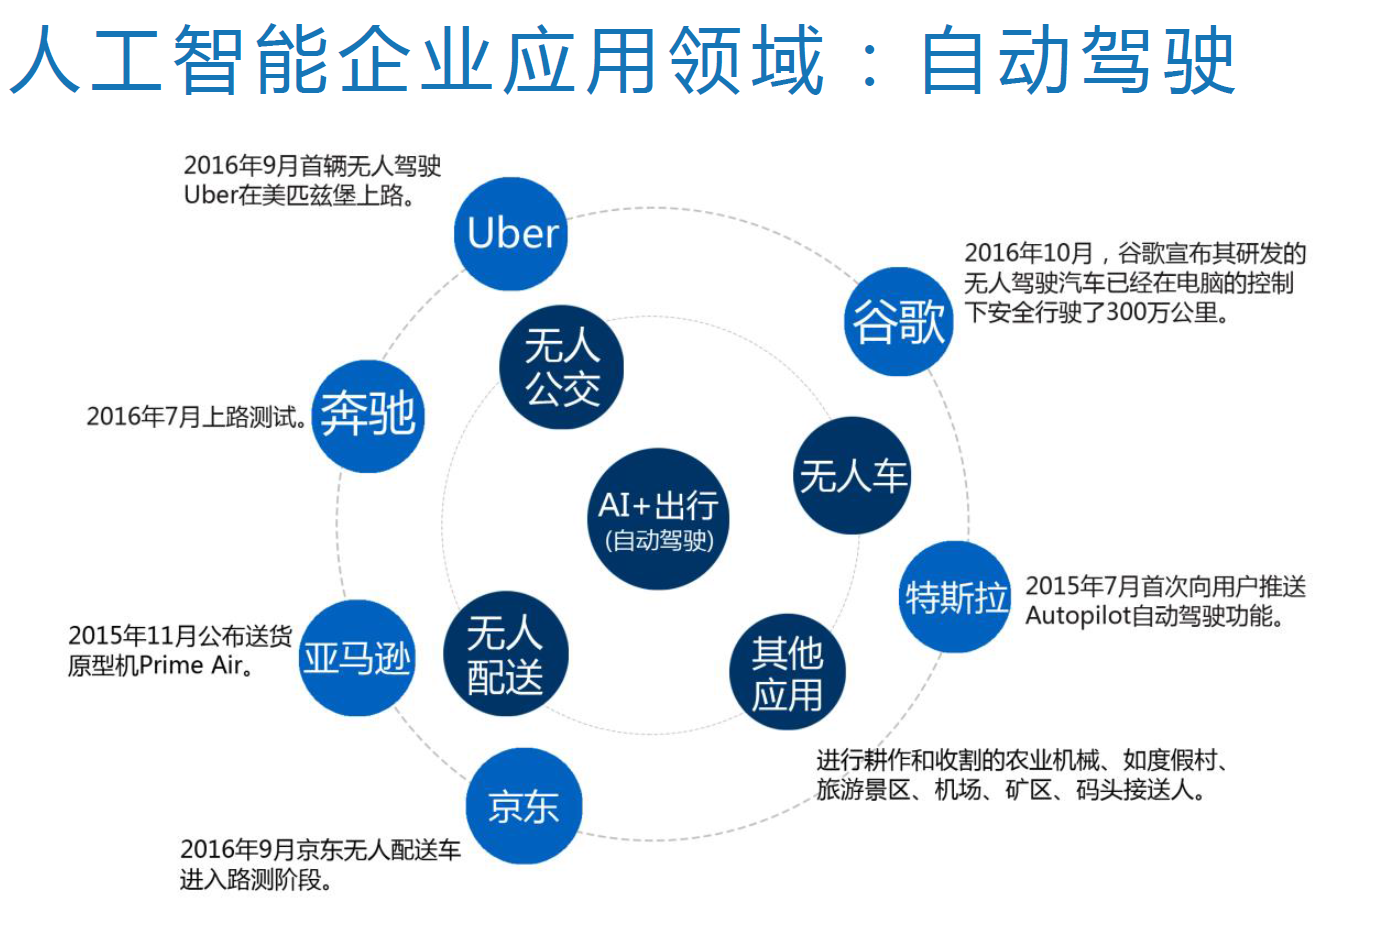 人工智能企业应用领域：自动驾驶
2016年9月首辆无人驾驶
Uber在美匹兹堡上路。
Uber
2016年10月，谷歌宣布其研发的
无人驾驶汽车已经在电脑的控制
下安全行驶了300万公里。
谷歌
无人
公交
2016年7月上路测试。
奔驰
无人车
AI+出行
(自动驾驶)
特斯拉
2015年7月首次向用户推送
Autopilot自动驾驶功能。
2015年11月公布送货
原型机Prime Air。
亚马逊
无人
配送
其他
应用
进行耕作和收割的农业机械、如度假村、
旅游景区、机场、矿区、码头接送人。
京东
2016年9月京东无人配送车
进入路测阶段。